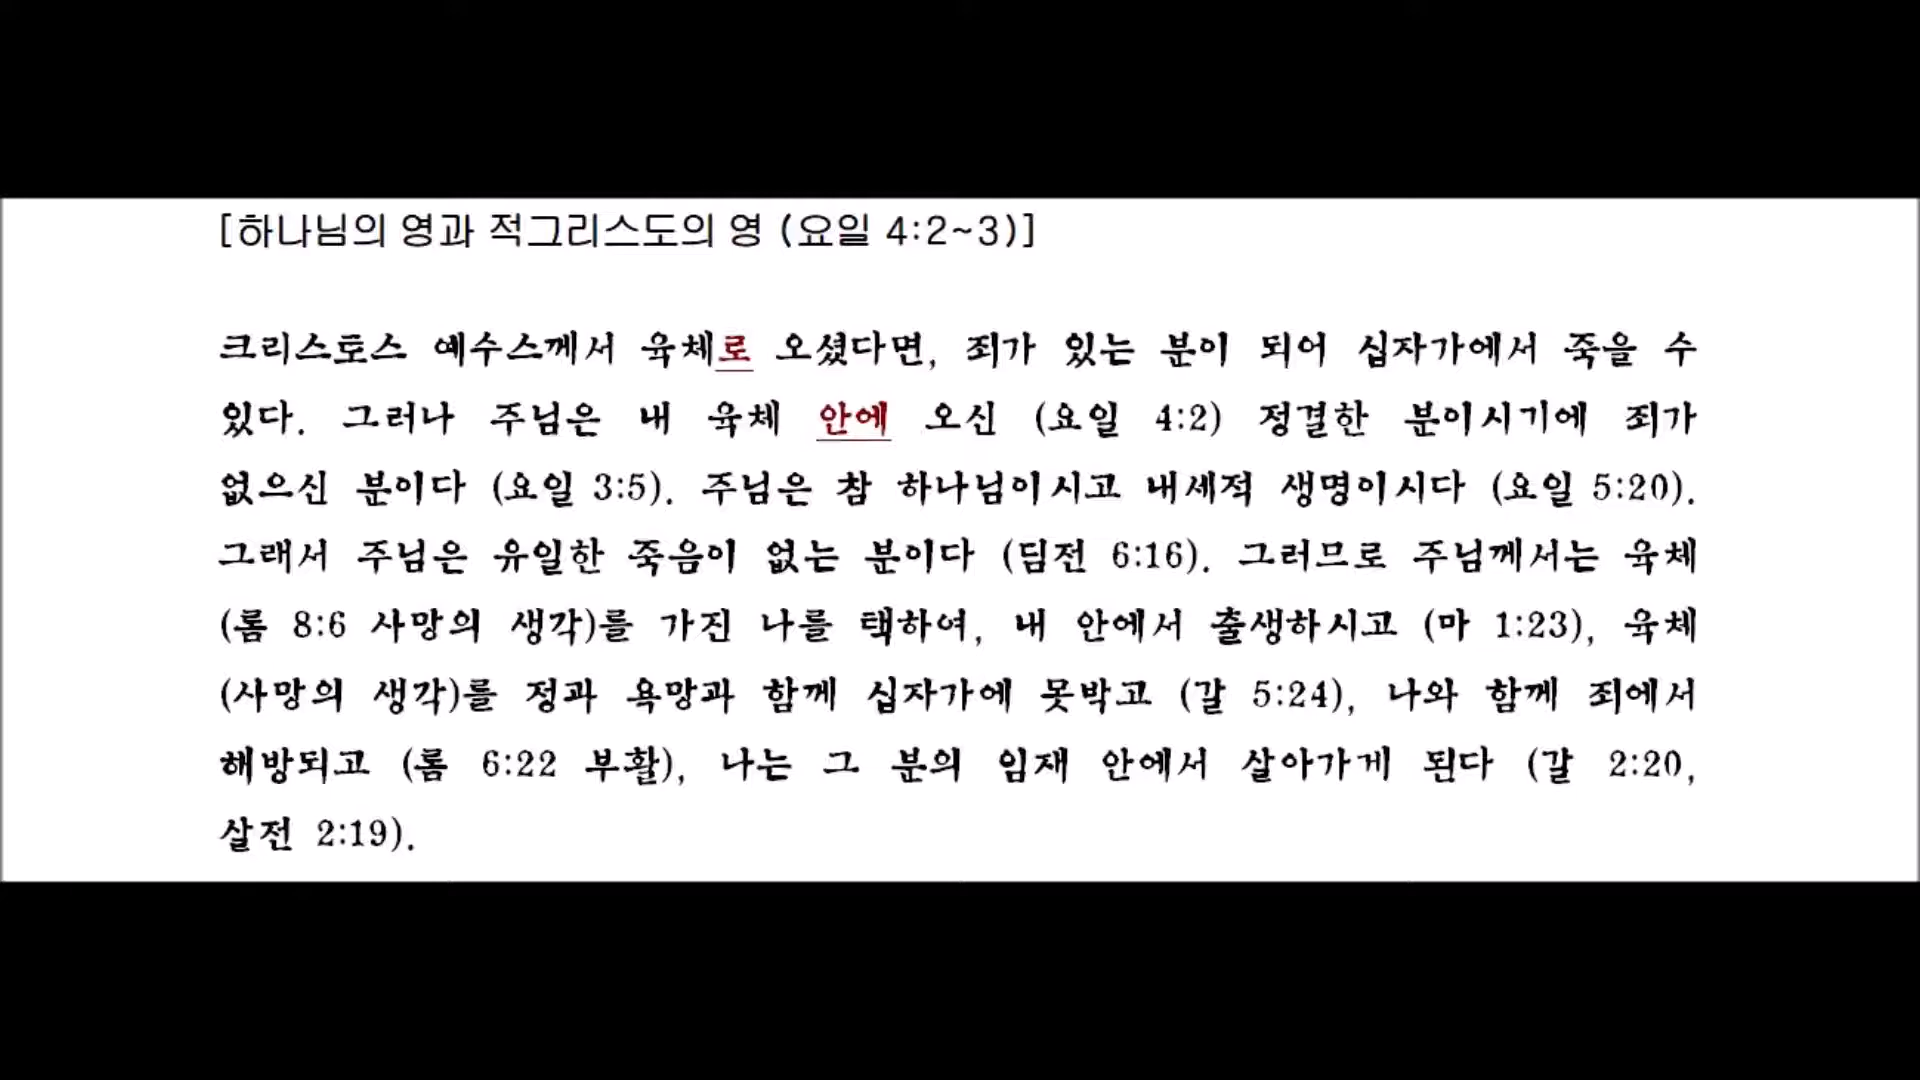 [하나님의 영과 적그리스도의 영 (요일 4:2~3)]
크리스토스 예수스께서 육체로 오셨다면, 죄가 있는 분이 되어 십자가에서 죽을 수
있다. 그러나 주님은 내 육체 안에 오신 (요일 4:2) 정결한 분이시기에 죄가
없으신 분이다 (요일 3:5). 주님은 참 하나님이시고 내세적 생명이시다 (요일 5:20).
그래서 주님은 유일한 죽음이 없는 분이다 (딤전 6:16). 그러므로 주님께서는 육체
(롬 8:6 사망의 생각)를 가진 나를 택하여, 내 안에서 출생하시고 (마 1:23), 육체
(사망의 생각)를 정과 욕망과 함께 십자가에 못박고 (갈 5:24), 나와 함께 죄에서
해방되고 (롬 6:22 부활), 나는 그 분의 임재 안에서 살아가게 된다 (갈 2:20,
살전 2:19).